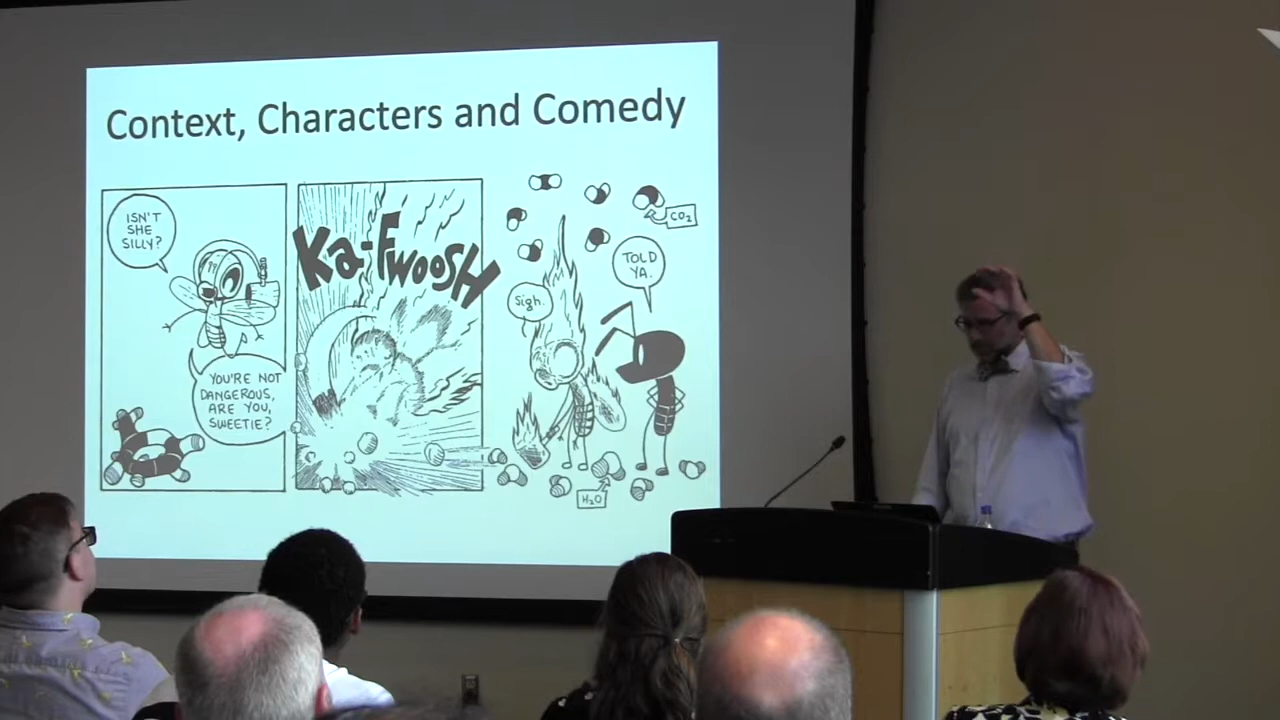 Context, Characters and Comedy
ISN'T
SHE
SILLY?
YOU'RE NOT
DANGEROUS,
ARE YOU,
SWEETIE?
Ka-FWOOSH
Sigh.
TOLD
YA.
CO₂
H₂O